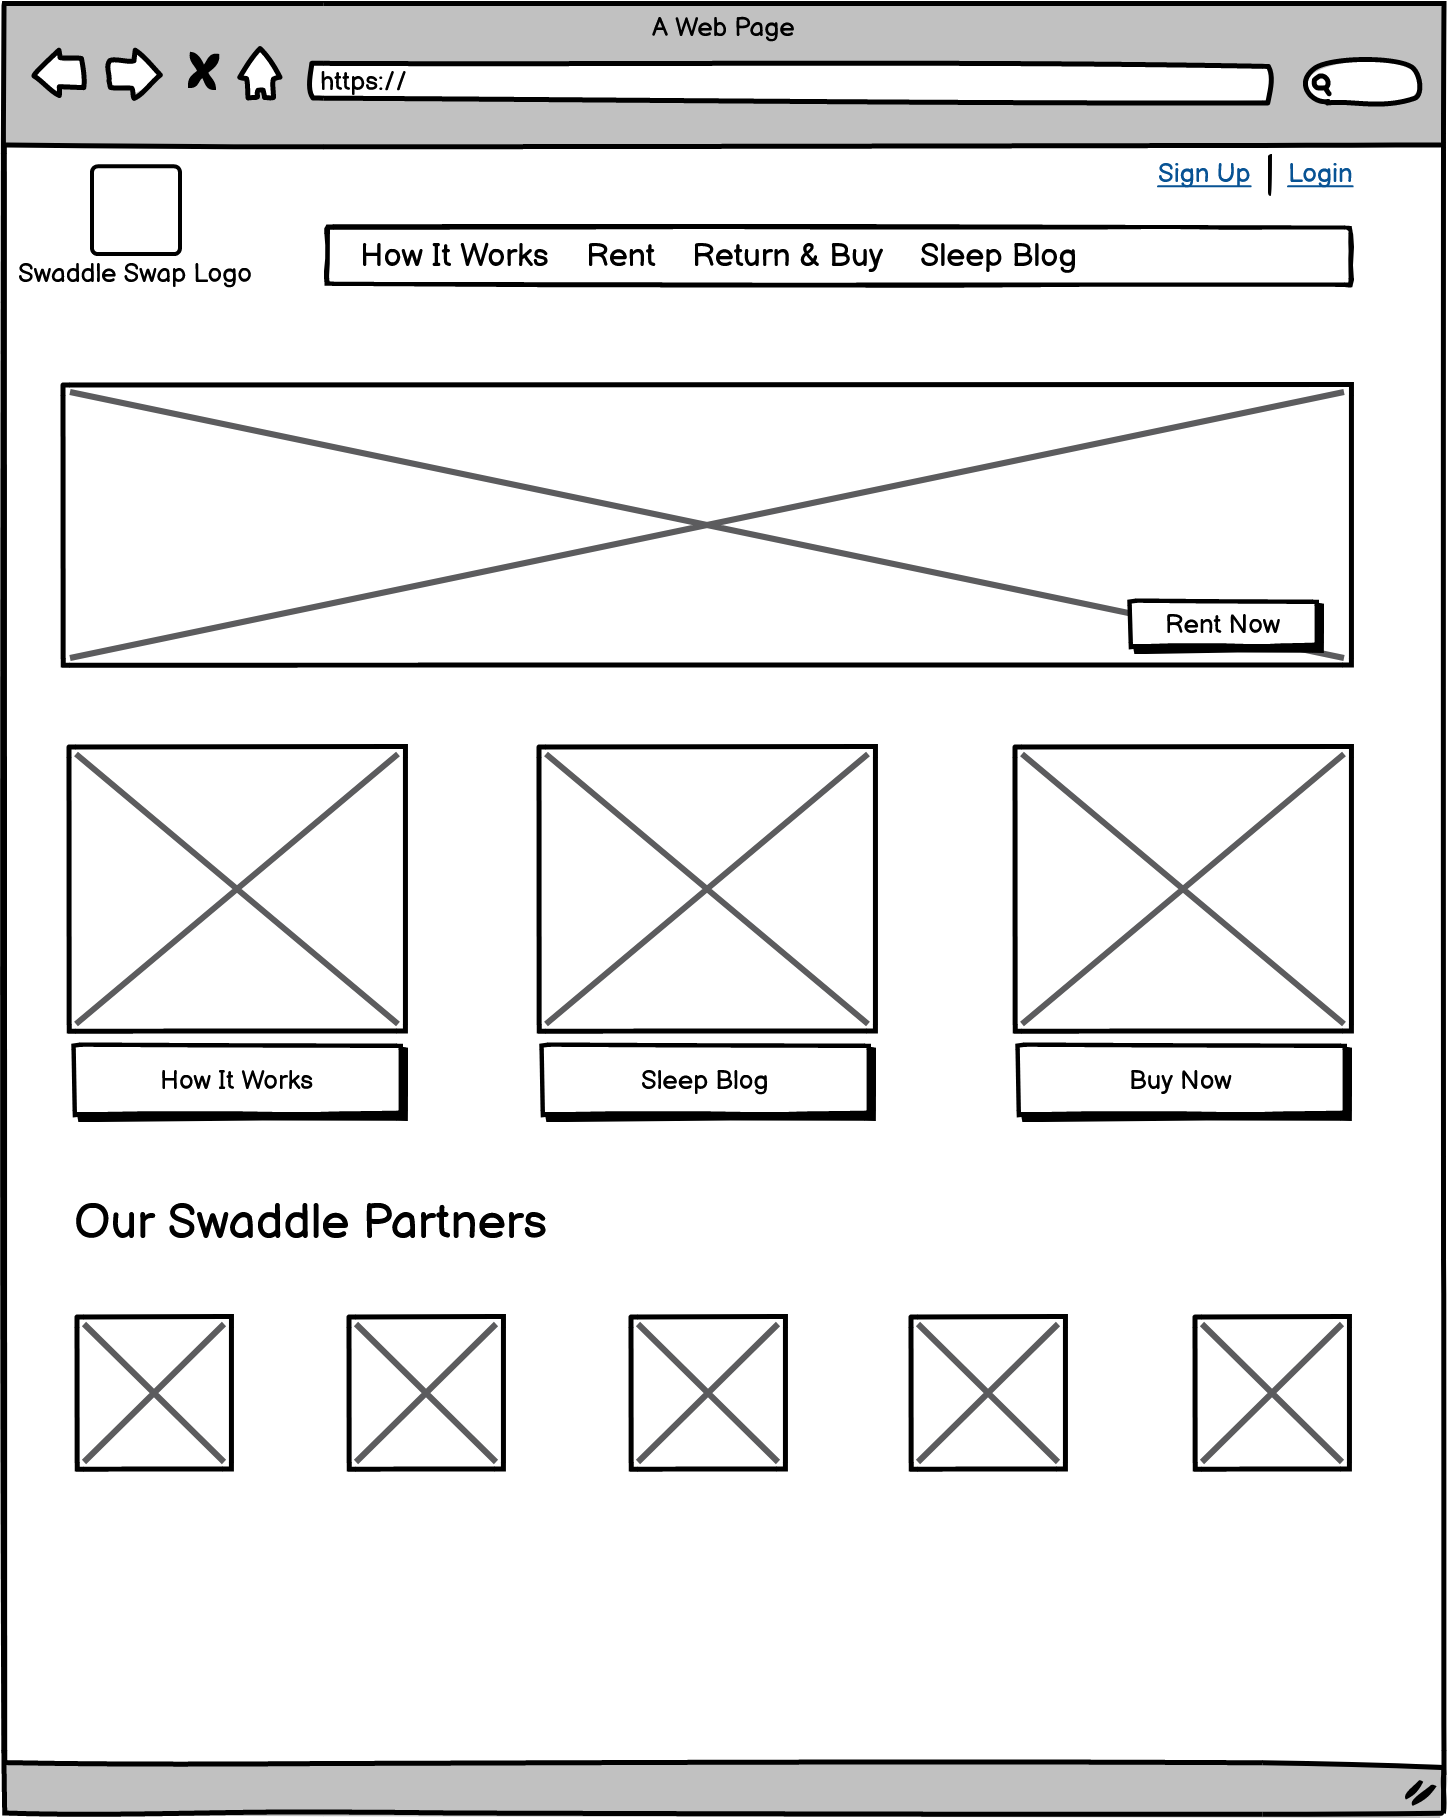 A Web Page
https://
Sign Up Login
Swaddle Swap Logo
How It Works Rent Return & Buy Sleep Blog
Rent Now
How It Works Sleep Blog Buy Now
Our Swaddle Partners